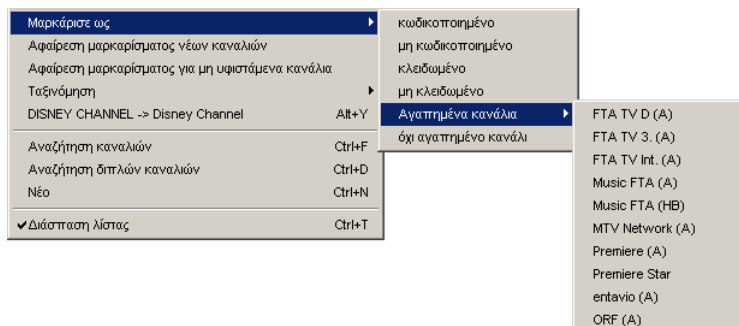 Μαρκάρισε ως
Αφαίρεση μαρκαρίσματος νέων καναλιών
Αφαίρεση μαρκαρίσματος για μη υφιστάμενα κανάλια
Ταξινόμηση
DISNEY CHANNEL -> Disney Channel Alt+Y
Αναζήτηση καναλιών Ctrl+F
Αναζήτηση διπλών καναλιών Ctrl+D
Νέο Ctrl+N
Διάσπαση λίστας Ctrl+T
κωδικοποιημένο
μη κωδικοποιημένο
κλειδωμένο
μη κλειδωμένο
Αγαπημένα κανάλια
όχι αγαπημένο κανάλι
FTA TV D (A)
FTA TV 3. (A)
FTA TV Int. (A)
Music FTA (A)
Music FTA (HB)
MTV Network (A)
Premiere (A)
Premiere Star
entavio (A)
ORF (A)